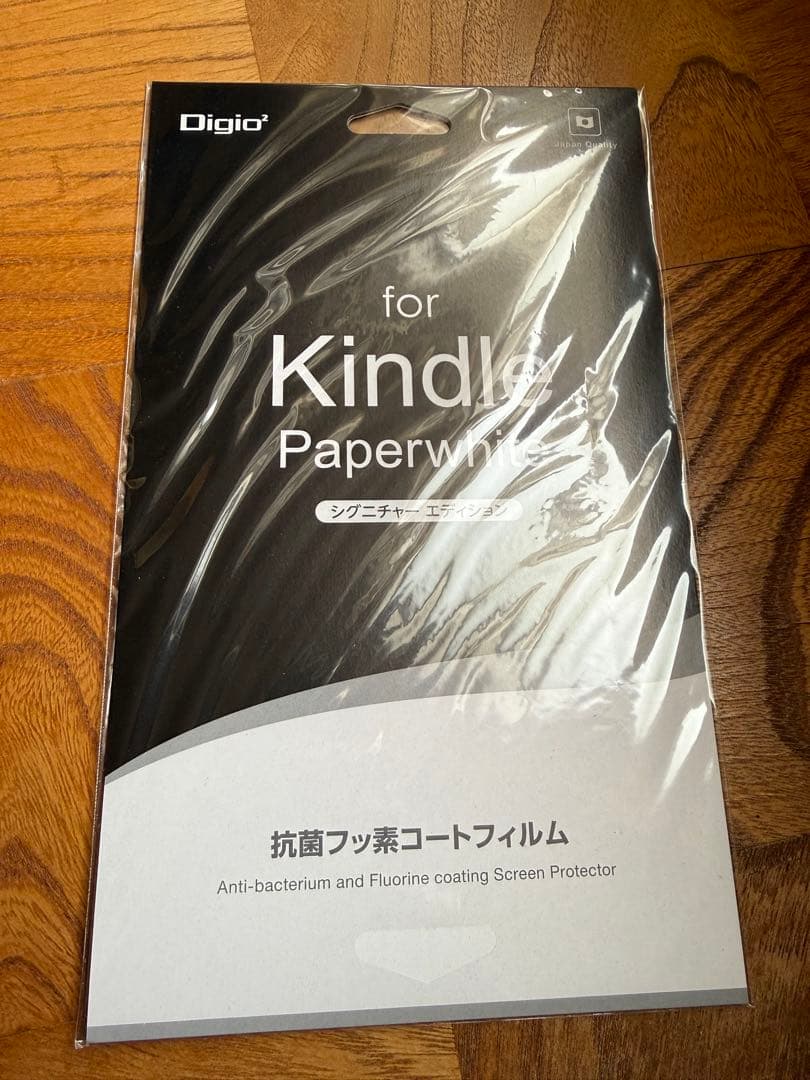 Digio²
Japan Quality
for
Kindle
Paperwhite
シグニチャー エディション
抗菌フッ素コートフィルム
Anti-bacterium and Fluorine coating Screen Protector